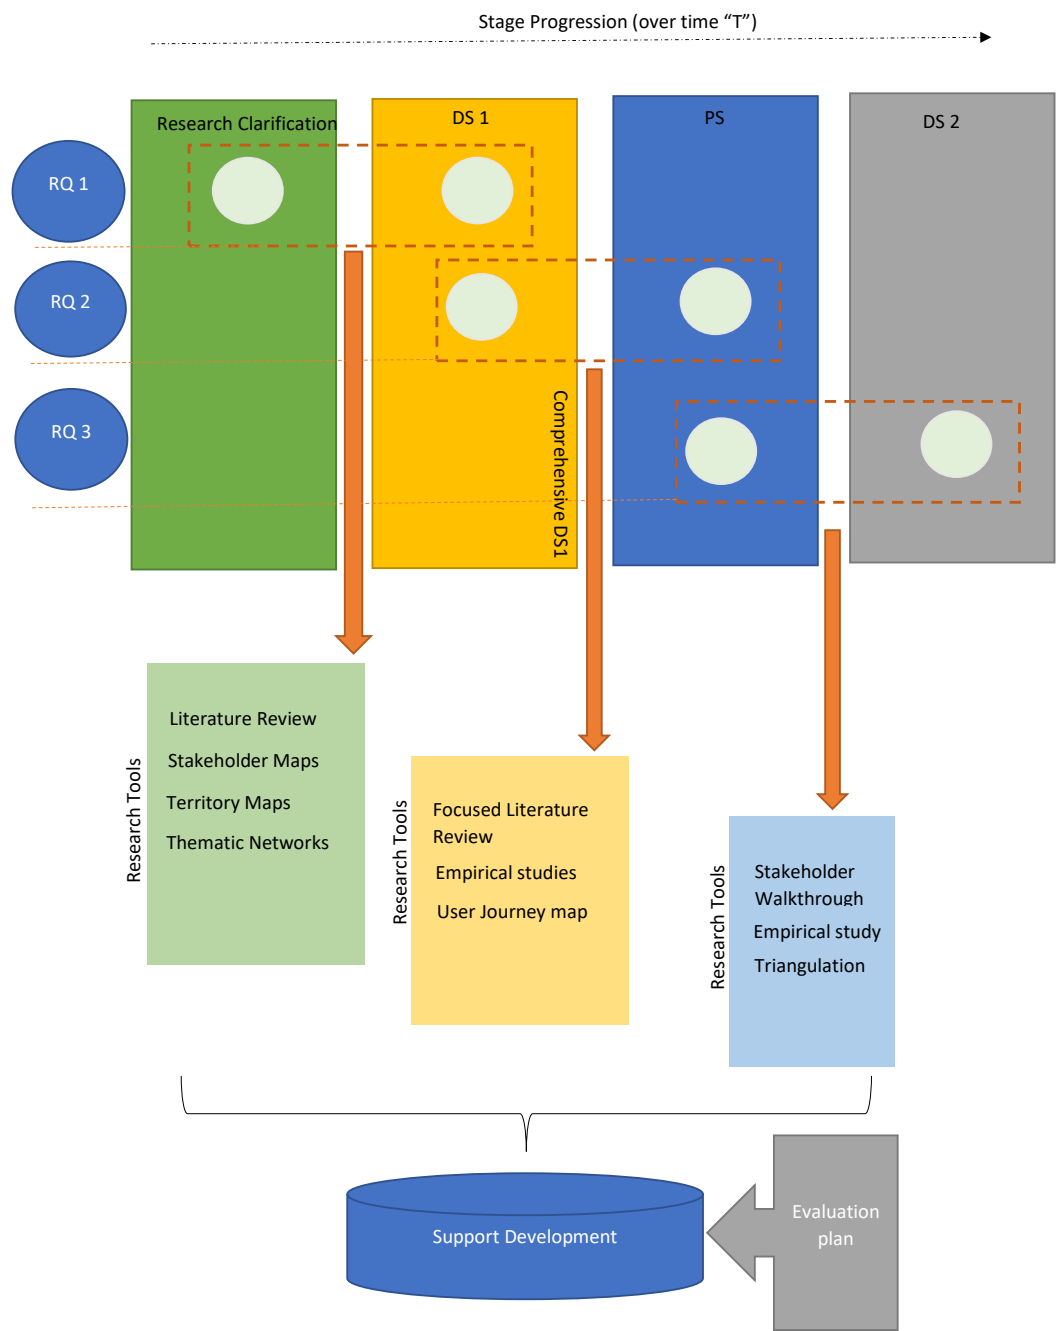 Stage Progression (over time “T”)
Research Clarification
DS 1
PS
DS 2
RQ 1
RQ 2
RQ 3
Comprehensive DS1
Research Tools
Literature Review
Stakeholder Maps
Territory Maps
Thematic Networks
Research Tools
Focused Literature
Review
Empirical studies
User Journey map
Research Tools
Stakeholder
Walkthrough
Empirical study
Triangulation
Support Development
Evaluation
plan